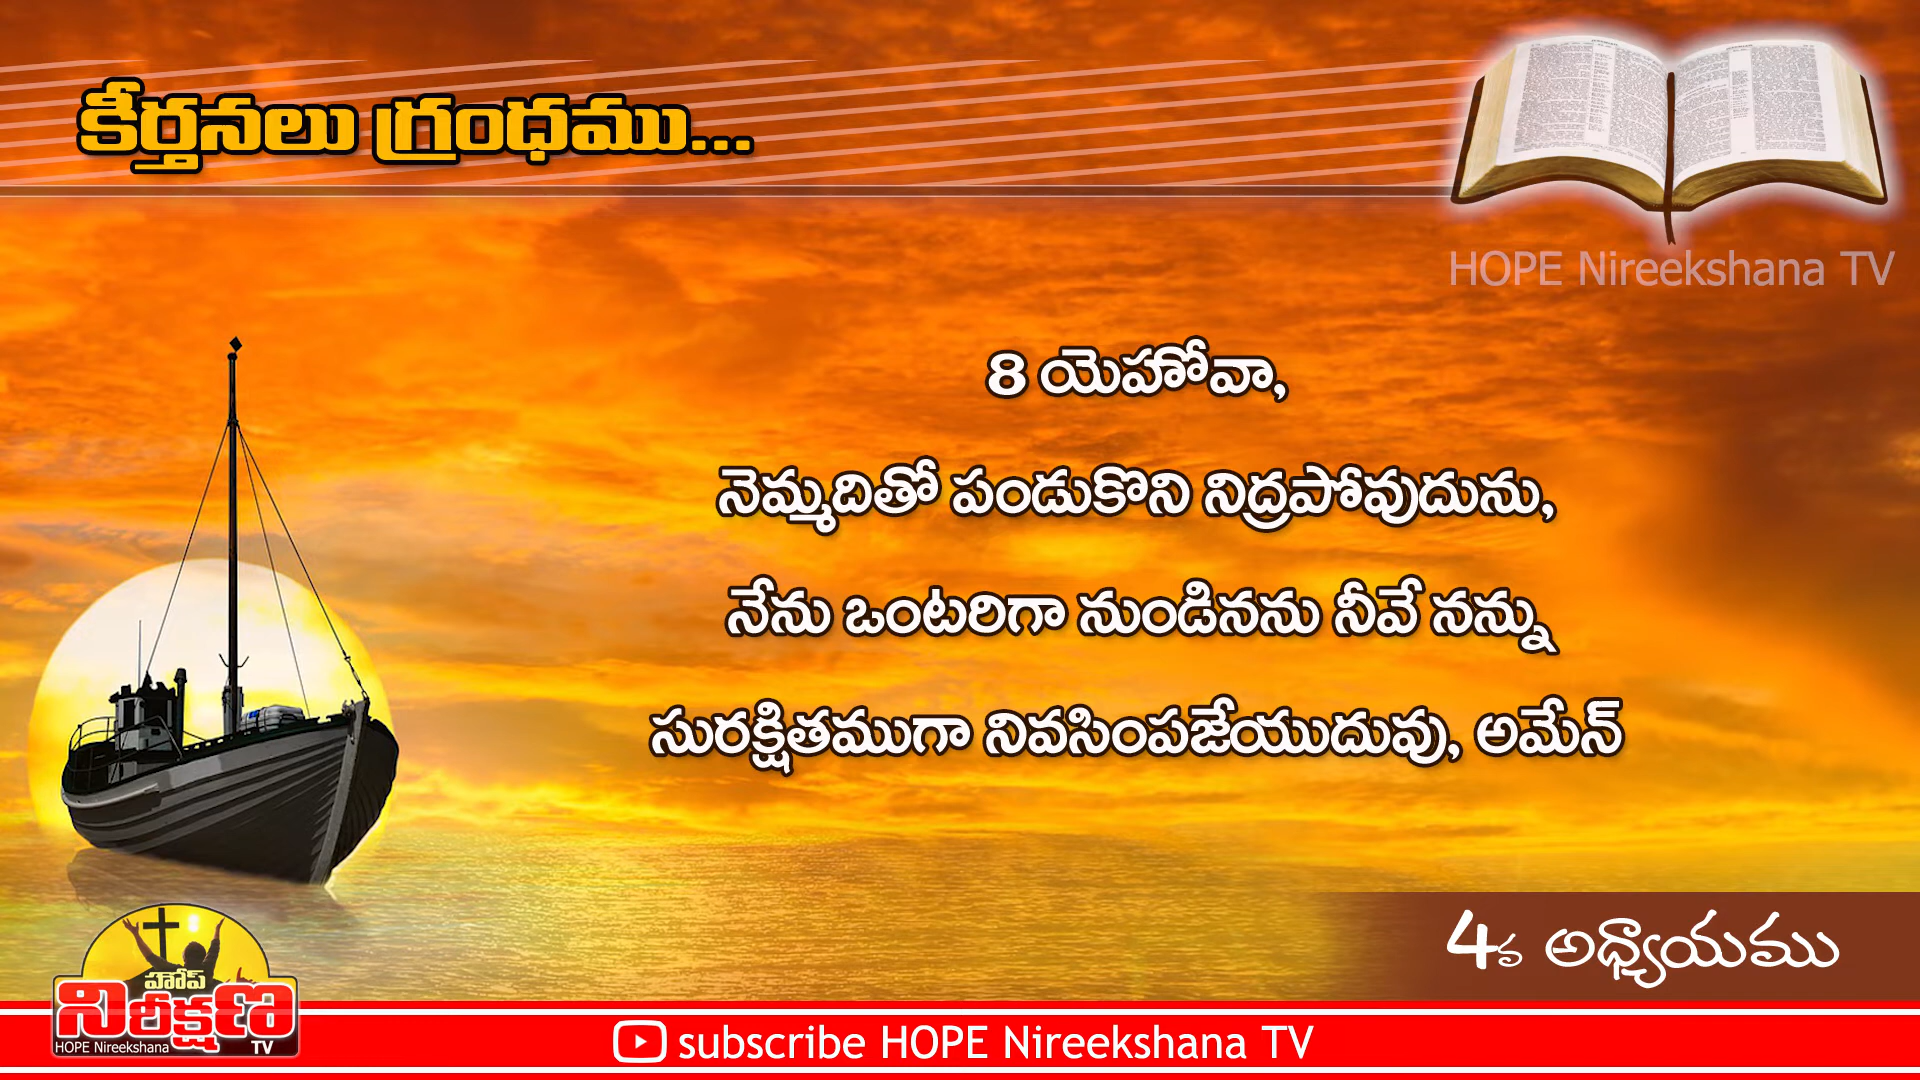 కీర్తనలు గ్రంధము...
HOPE Nireekshana TV
8 యెహోవా,
నెమ్మదితో పండుకొని నిద్రపోవుదును,
నేను ఒంటరిగా నుండినను నీవే నన్ను
సురక్షితముగా నివసింపజేయుదువు, అమేన్
4వ అధ్యాయము
హోప్
నిరీక్షణ
HOPE Nireekshana TV
subscribe HOPE Nireekshana TV